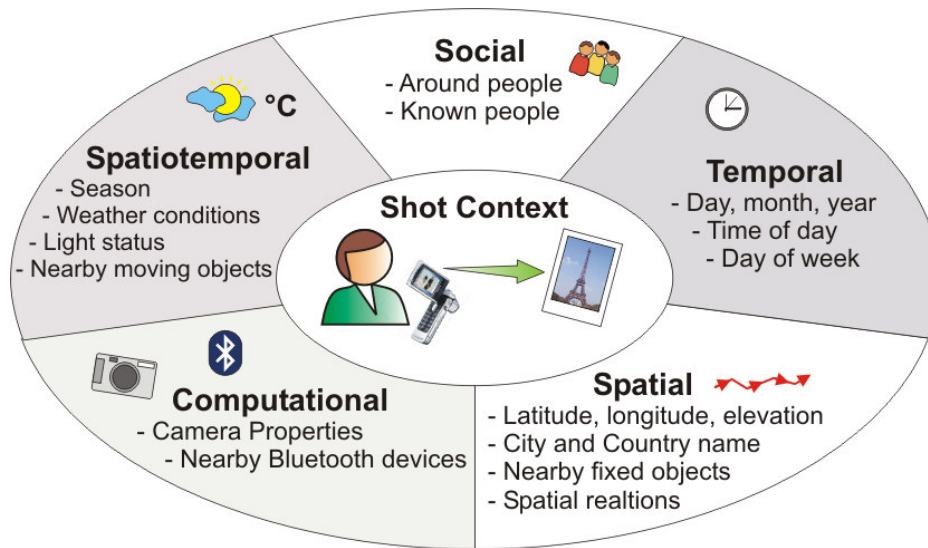 Social
- Around people
- Known people
°C
Spatiotemporal
- Season
- Weather conditions
- Light status
- Nearby moving objects
Temporal
- Day, month, year
- Time of day
- Day of week
Shot Context
Computational
- Camera Properties
- Nearby Bluetooth devices
Spatial
- Latitude, longitude, elevation
- City and Country name
- Nearby fixed objects
- Spatial realtions